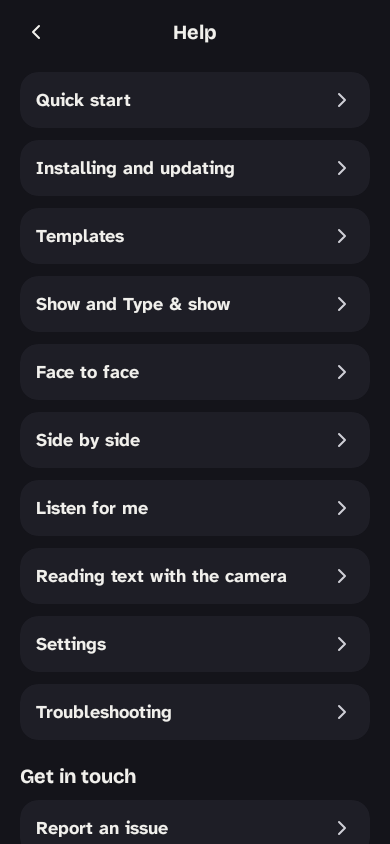 Help
Quick start
Installing and updating
Templates
Show and Type & show
Face to face
Side by side
Listen for me
Reading text with the camera
Settings
Troubleshooting
Get in touch
Report an issue